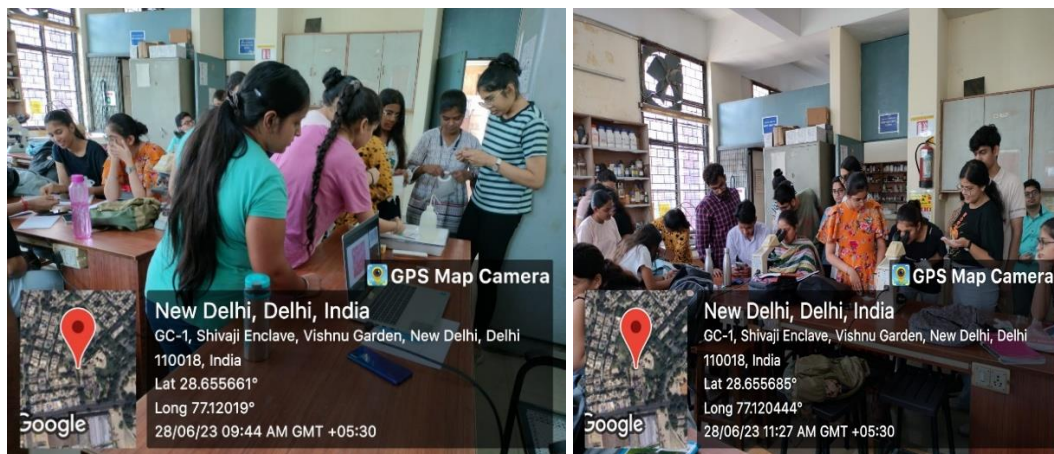 GPS Map Camera
New Delhi, Delhi, India
GC-1, Shivaji Enclave, Vishnu Garden, New Delhi, Delhi
110018, India
Lat 28.655661°
Long 77.12019°
28/06/23 09:44 AM GMT +05:30
Google
GPS Map Camera
New Delhi, Delhi, India
GC-1, Shivaji Enclave, Vishnu Garden, New Delhi, Delhi
110018, India
Lat 28.655685°
Long 77.120444°
28/06/23 11:27 AM GMT +05:30
Google